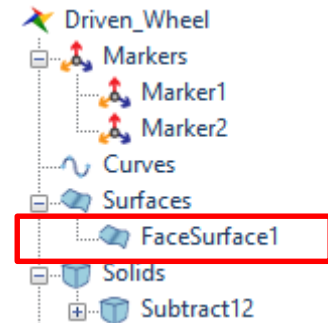 Driven_Wheel
Markers
Marker1
Marker2
Curves
Surfaces
FaceSurface1
Solids
Subtract12